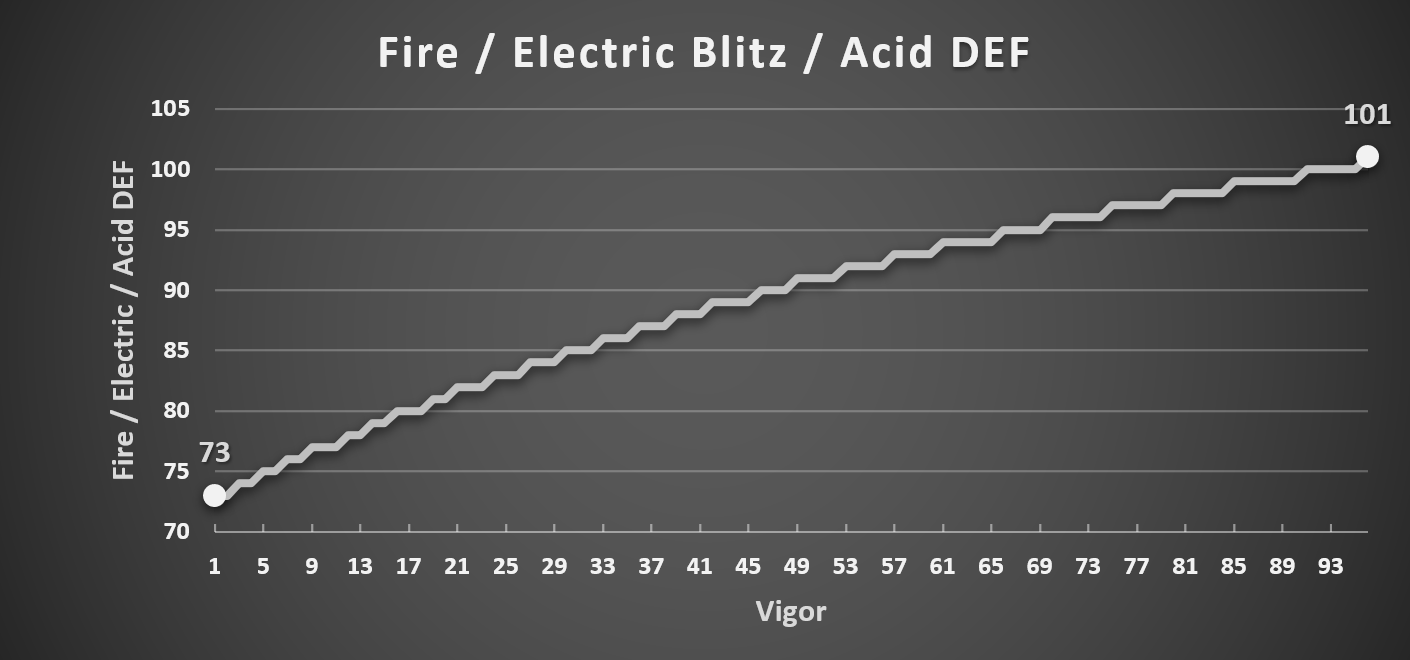 Fire / Electric Blitz / Acid DEF
Fire / Electric / Acid DEF
105
100
95
90
85
80
75
70
73
101
1 5 9 13 17 21 25 29 33 37 41 45 49 53 57 61 65 69 73 77 81 85 89 93
Vigor